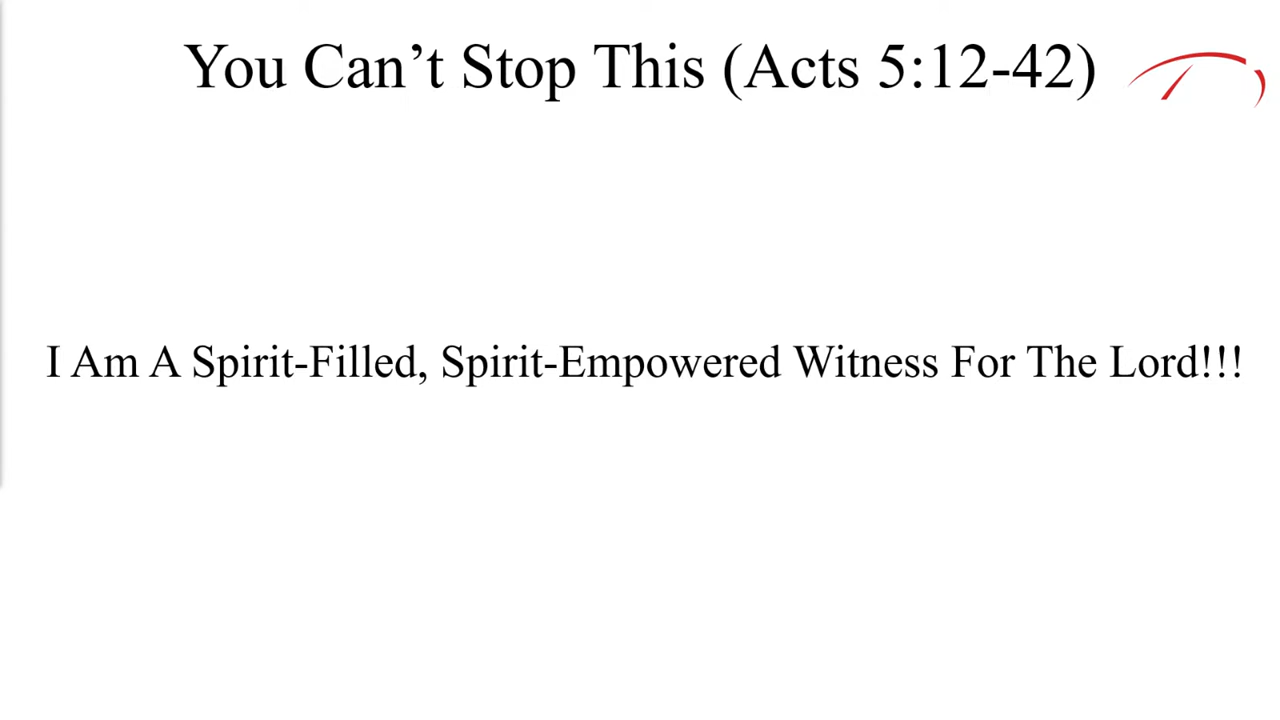 You Can’t Stop This (Acts 5:12-42)
I Am A Spirit-Filled, Spirit-Empowered Witness For The Lord!!!